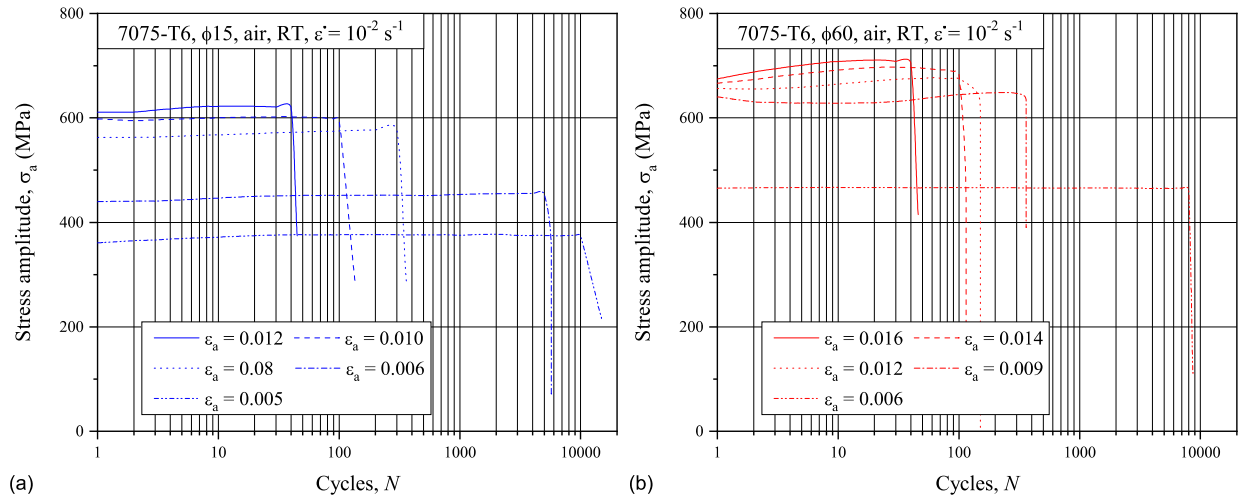 7075-T6, ϕ15, air, RT, ε˙= 10⁻² s⁻¹
800
600
400
200
0
Stress amplitude, σₐ (MPa)
εₐ = 0.012 εₐ = 0.010
εₐ = 0.08 εₐ = 0.006
εₐ = 0.005
1 10 100 1000 10000
Cycles, N
(a)
7075-T6, ϕ60, air, RT, ε˙= 10⁻² s⁻¹
800
600
400
200
0
Stress amplitude, σₐ (MPa)
εₐ = 0.016 εₐ = 0.014
εₐ = 0.012 εₐ = 0.009
εₐ = 0.006
1 10 100 1000 10000
Cycles, N
(b)